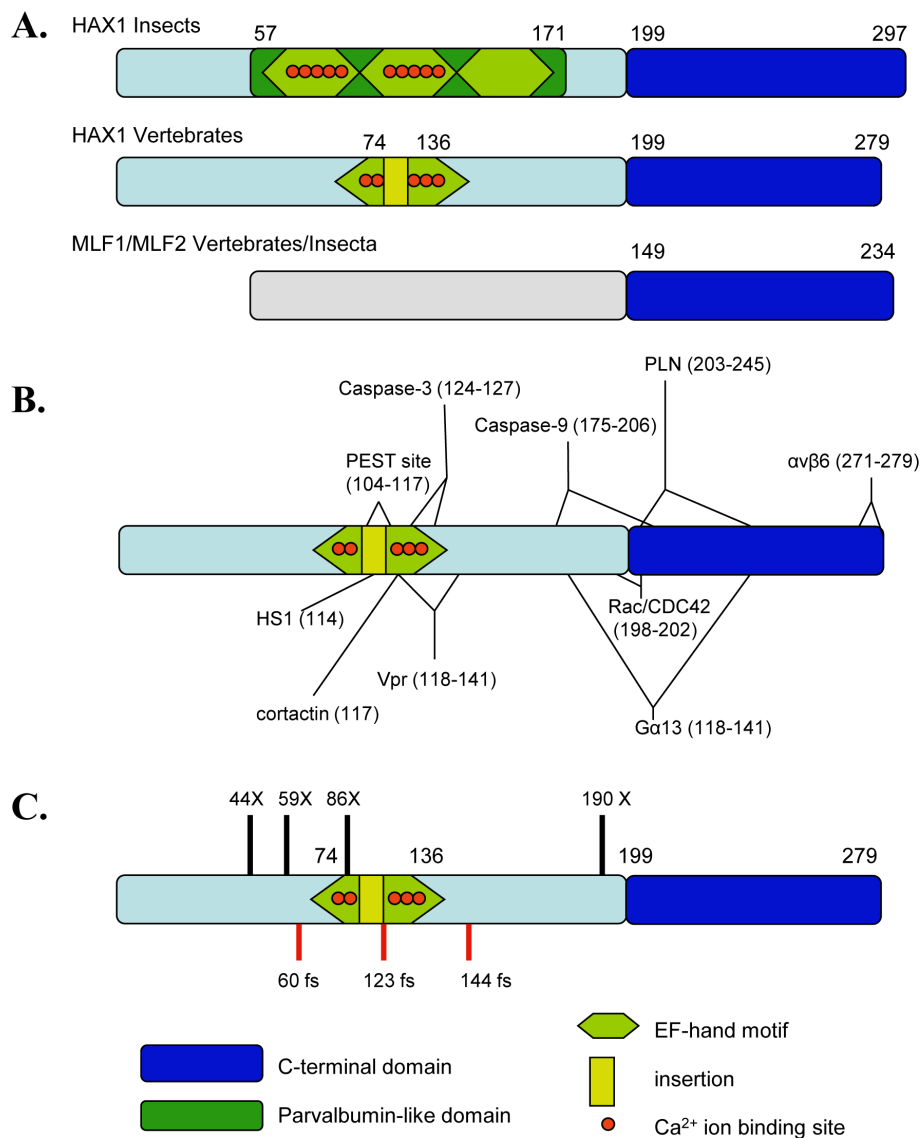 A.
HAX1 Insects
57 171 199 297
HAX1 Vertebrates
74 136 199 279
MLF1/MLF2 Vertebrates/Insecta
149 234
B.
PLN (203-245)
Caspase-3 (124-127)
Caspase-9 (175-206)
PEST site
(104-117)
αvβ6 (271-279)
HS1 (114)
Rac/CDC42
(198-202)
Vpr (118-141)
cortactin (117)
Gα13 (118-141)
C.
44X 59X 86X 190 X
74 136 199 279
60 fs 123 fs 144 fs
C-terminal domain
Parvalbumin-like domain
EF-hand motif
insertion
Ca²⁺ ion binding site